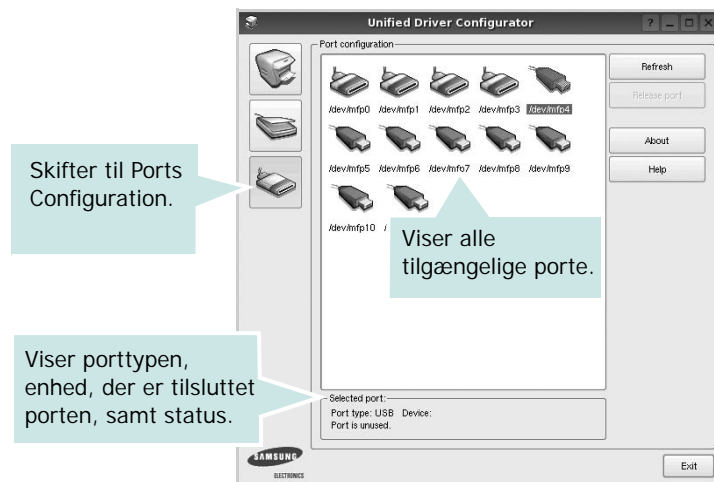 Unified Driver Configurator
Port configuration
/dev/mfp0 /dev/mfp1 /dev/mfp2 /dev/mfp3 /dev/mfp4
/dev/mfp5 /dev/mfp6 /dev/mfp7 /dev/mfp8 /dev/mfp9
/dev/mfp10 /
Refresh
Release port
About
Help
Skifter til Ports
Configuration.
Viser alle
tilgængelige porte.
Viser porttypen,
enhed, der er tilsluttet
porten, samt status.
Selected port:
Port type: USB Device:
Port is unused.
SAMSUNG
ELECTRONICS
Exit